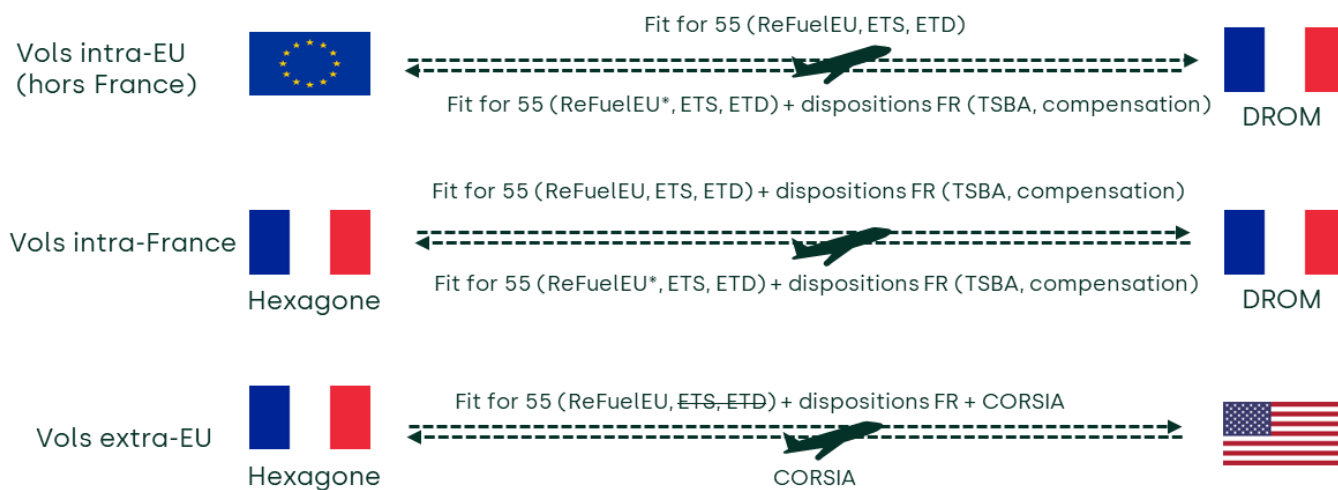 Fit for 55 (ReFuelEU, ETS, ETD)
Vols intra-EU
(hors France)
Fit for 55 (ReFuelEU*, ETS, ETD) + dispositions FR (TSBA, compensation)
DROM
Fit for 55 (ReFuelEU, ETS, ETD) + dispositions FR (TSBA, compensation)
Vols intra-France
Fit for 55 (ReFuelEU*, ETS, ETD) + dispositions FR (TSBA, compensation)
Hexagone
DROM
Fit for 55 (ReFuelEU, ETS, ETD) + dispositions FR + CORSIA
Vols extra-EU
Hexagone
CORSIA